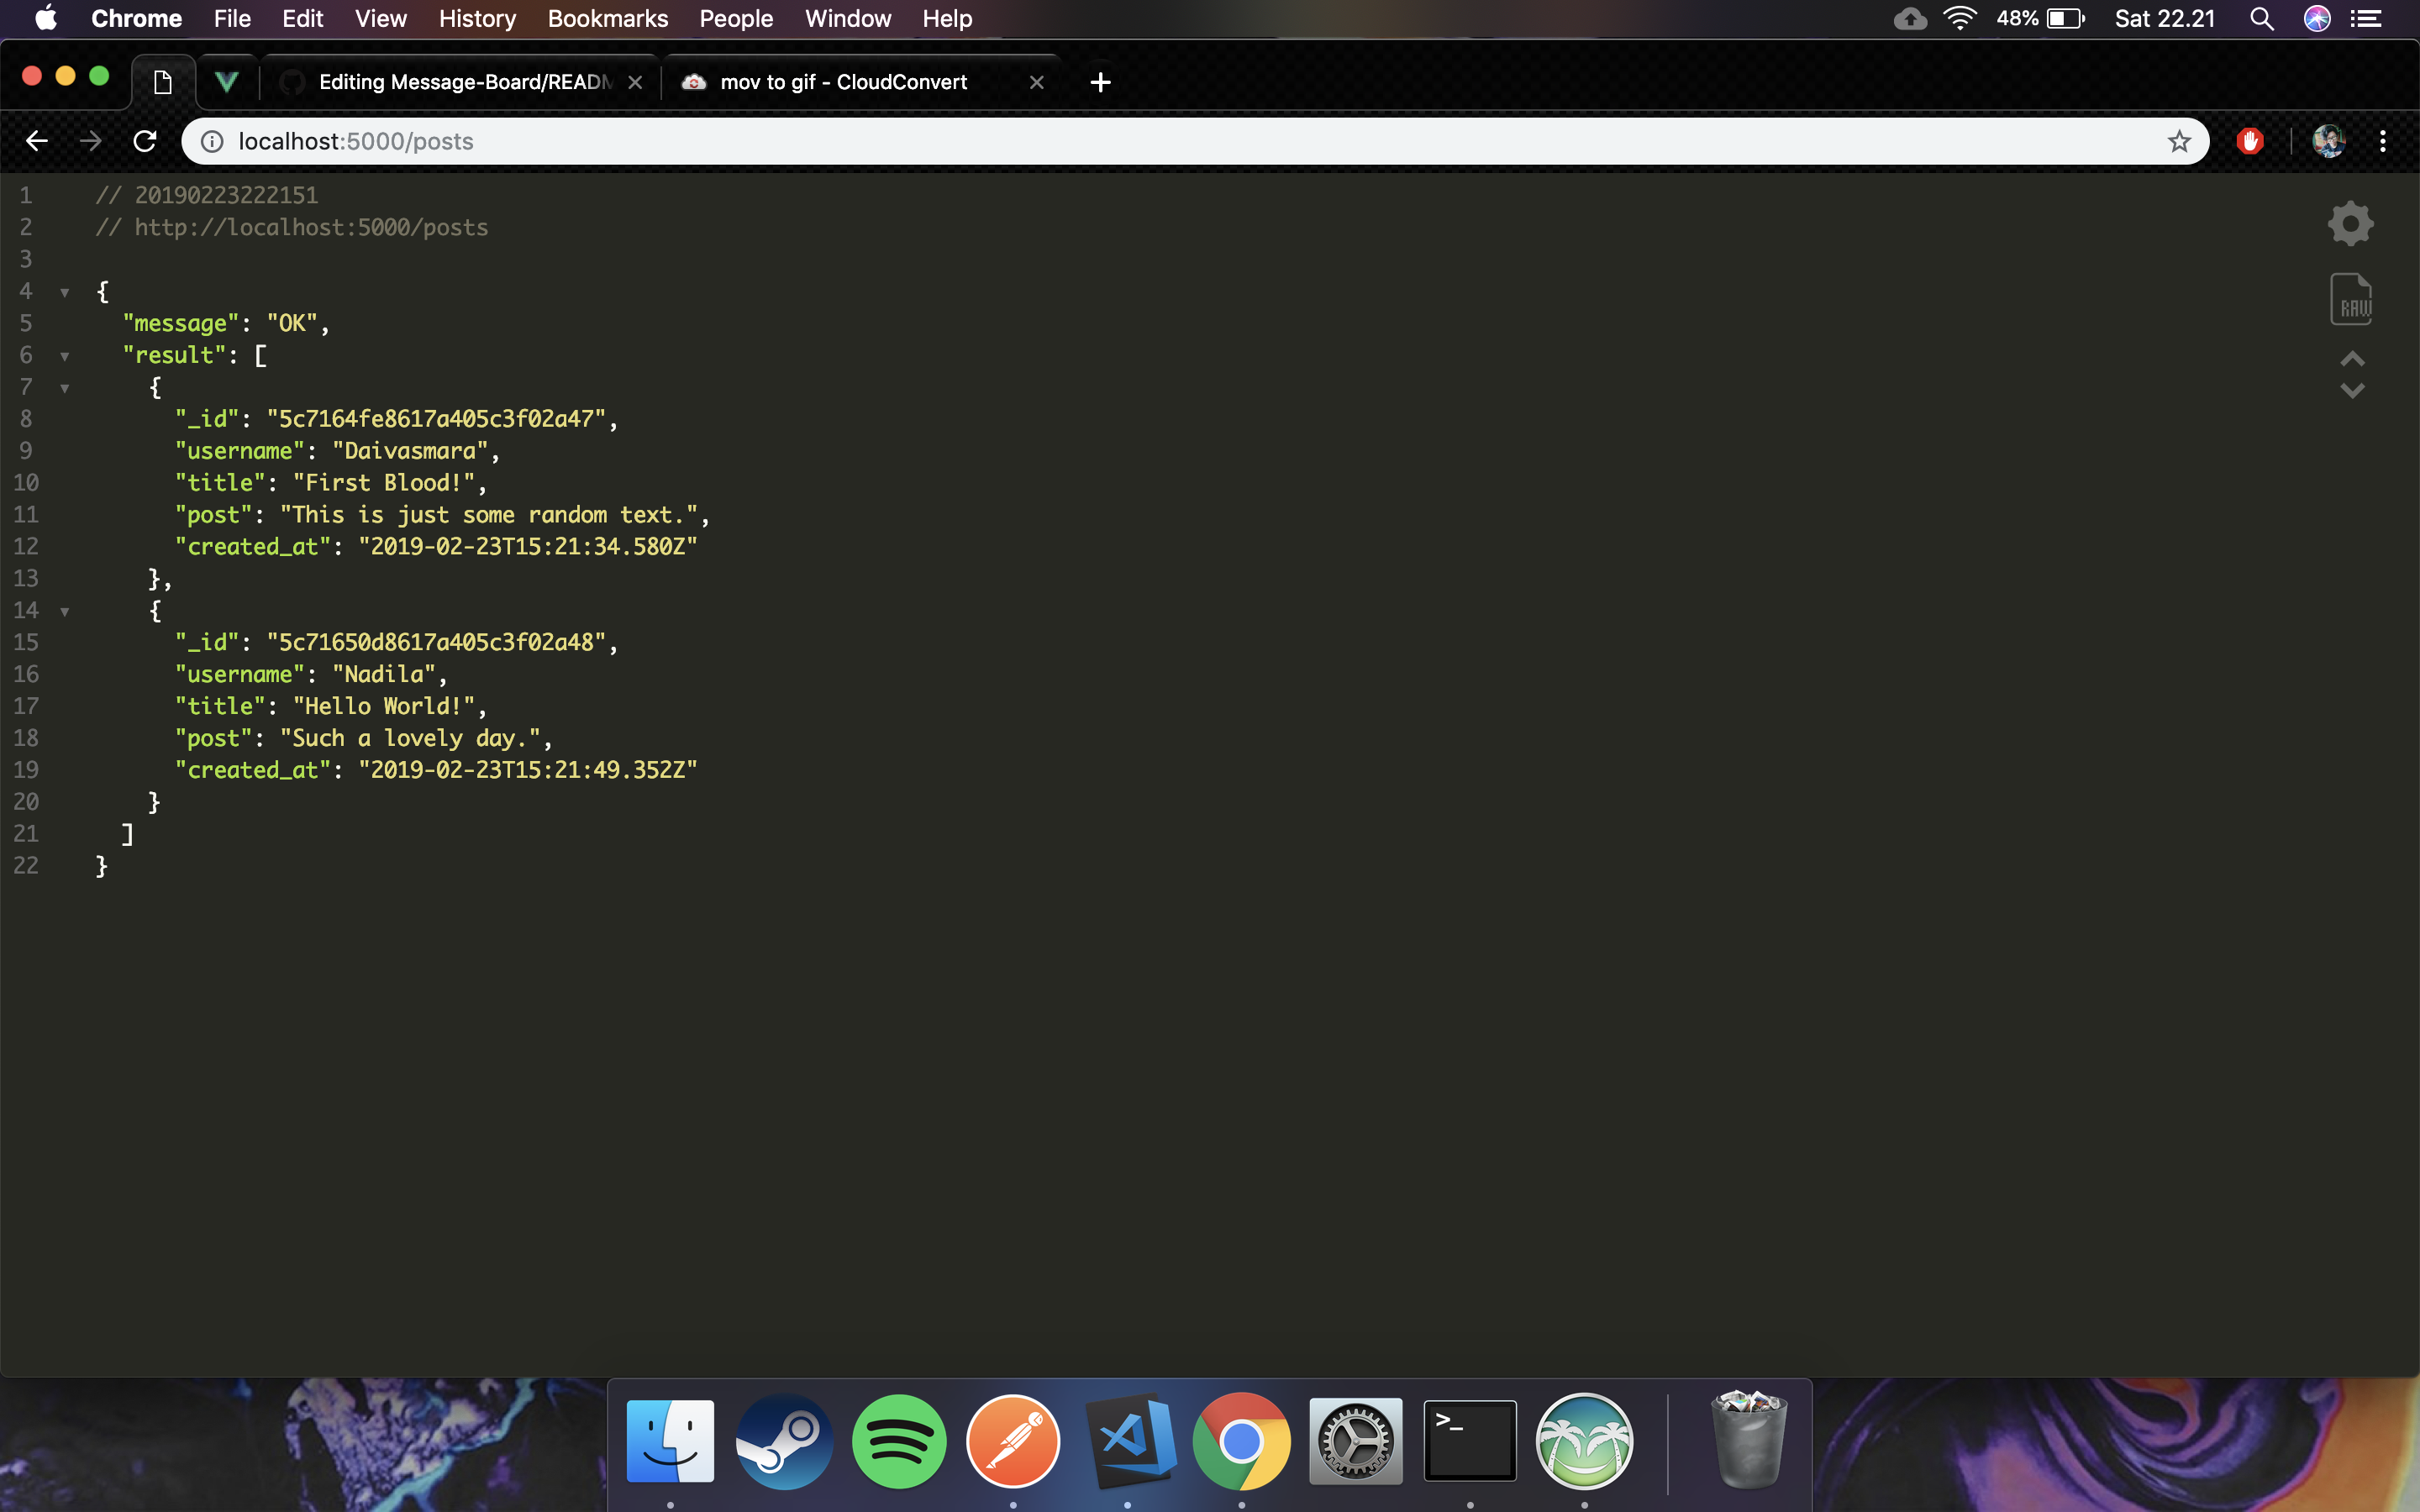 Chrome File Edit View History Bookmarks People Window Help 48% Sat 22.21
Editing Message-Board/READM mov to gif - CloudConvert
localhost:5000/posts
1 // 20190223222151
2 // http://localhost:5000/posts
3
4 {
5 "message": "OK",
6 "result": [
7 {
8 "_id": "5c7164fe8617a405c3f02a47",
9 "username": "Daivasmara",
10 "title": "First Blood!",
11 "post": "This is just some random text.",
12 "created_at": "2019-02-23T15:21:34.580Z"
13 },
14 {
15 "_id": "5c71650d8617a405c3f02a48",
16 "username": "Nadila",
17 "title": "Hello World!",
18 "post": "Such a lovely day.",
19 "created_at": "2019-02-23T15:21:49.352Z"
20 }
21 ]
22 }
RAW
>_